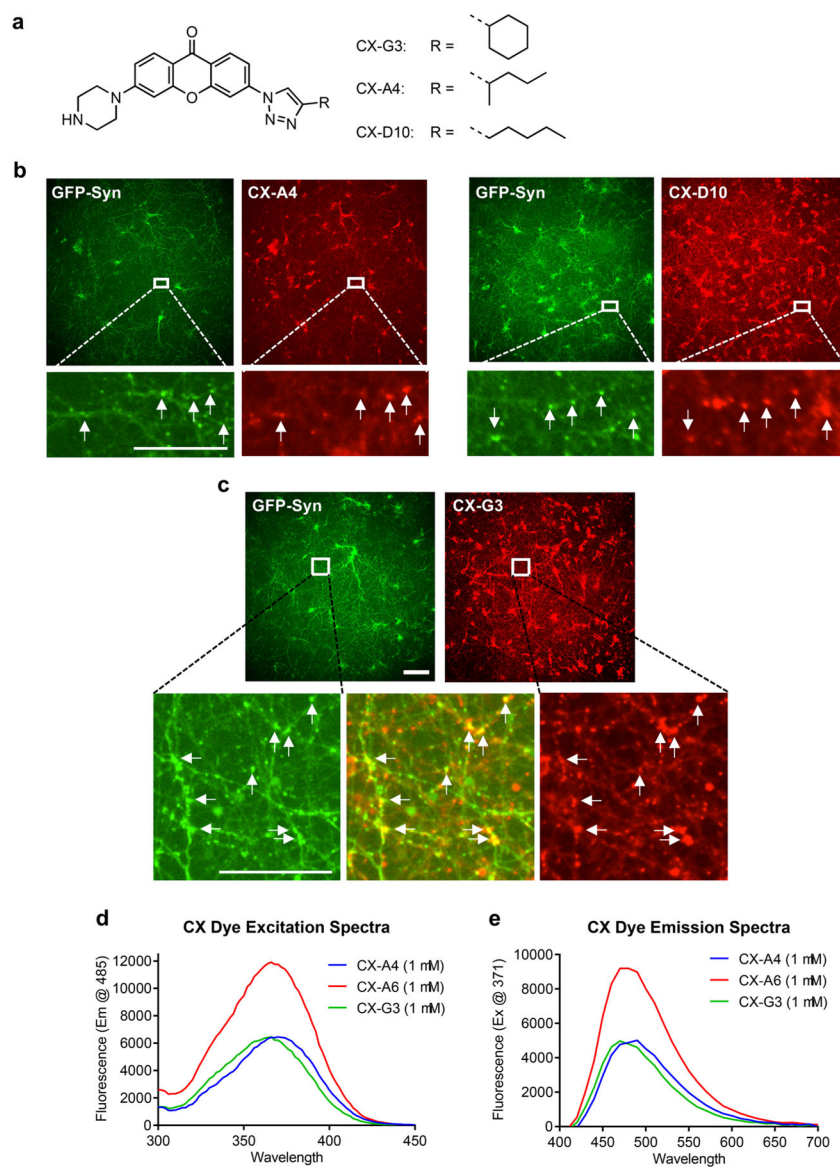 a
O
N
HN
O
N
N=N
R
CX-G3: R =
CX-A4: R =
CX-D10: R =
b
GFP-Syn
CX-A4
GFP-Syn
CX-D10
c
GFP-Syn
CX-G3
d
CX Dye Excitation Spectra
Fluorescence (Em @ 485)
12000
10000
8000
6000
4000
2000
0
300
350
400
450
Wavelength
CX-A4 (1 mM)
CX-A6 (1 mM)
CX-G3 (1 mM)
e
CX Dye Emission Spectra
Fluorescence (Ex @ 371)
10000
8000
6000
4000
2000
0
400
450
500
550
600
650
700
Wavelength
CX-A4 (1 mM)
CX-A6 (1 mM)
CX-G3 (1 mM)